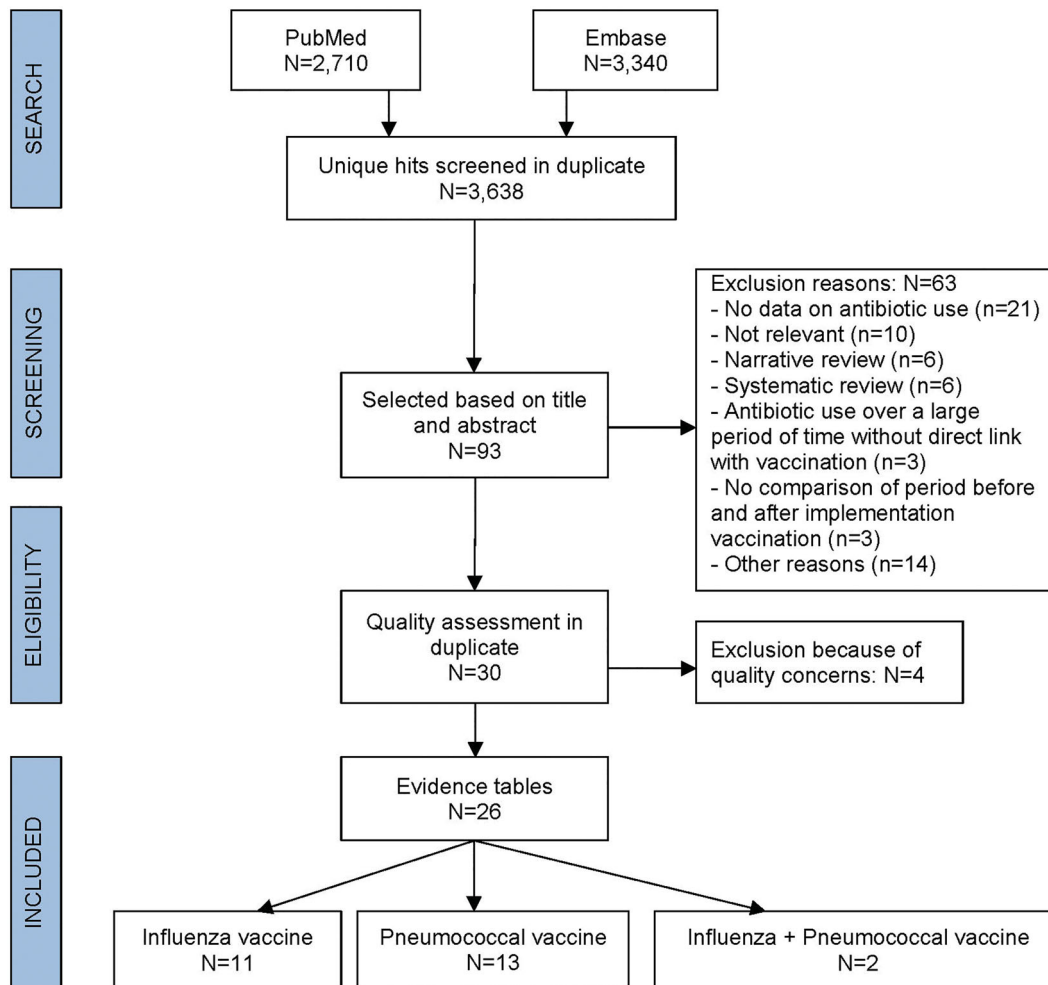 SEARCH
PubMed
N=2,710
Embase
N=3,340
Unique hits screened in duplicate
N=3,638
SCREENING
Selected based on title
and abstract
N=93
Exclusion reasons: N=63
- No data on antibiotic use (n=21)
- Not relevant (n=10)
- Narrative review (n=6)
- Systematic review (n=6)
- Antibiotic use over a large
period of time without direct link
with vaccination (n=3)
- No comparison of period before
and after implementation
vaccination (n=3)
- Other reasons (n=14)
ELIGIBILITY
Quality assessment in
duplicate
N=30
Exclusion because of
quality concerns: N=4
INCLUDED
Evidence tables
N=26
Influenza vaccine
N=11
Pneumococcal vaccine
N=13
Influenza + Pneumococcal vaccine
N=2